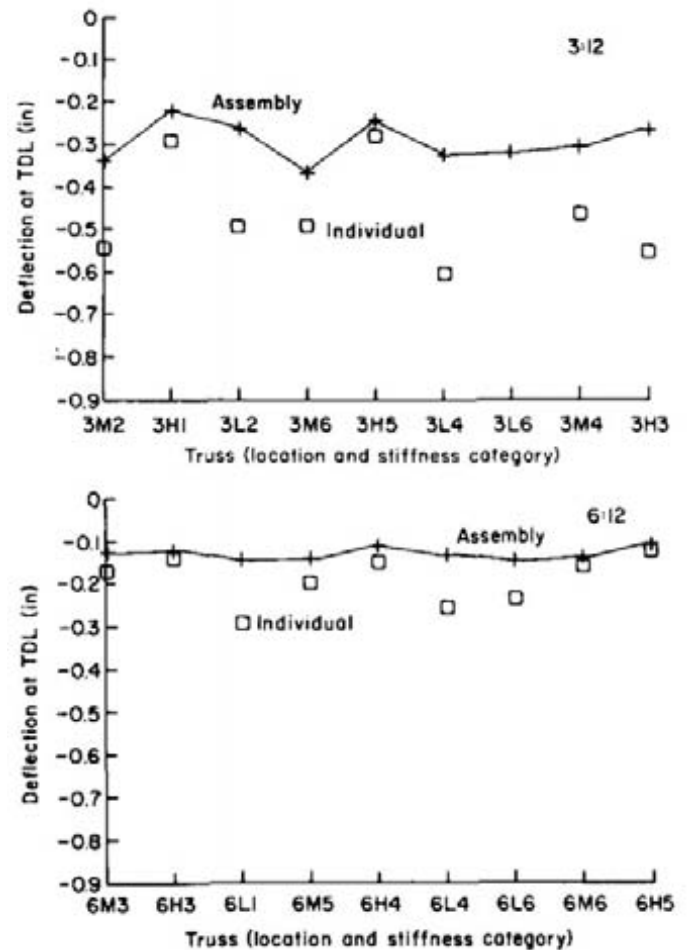 0
-0.1
-0.2
-0.3
-0.4
-0.5
-0.6
-0.7
-0.8
-0.9
Deflection at TDL (in)
3:12
Assembly
Individual
3M2 3H1 3L2 3M6 3H5 3L4 3L6 3M4 3H3
Truss (location and stiffness category)
0
-0.1
-0.2
-0.3
-0.4
-0.5
-0.6
-0.7
-0.8
-0.9
Deflection at TDL (in)
6:12
Assembly
Individual
6M3 6H3 6L1 6M5 6H4 6L4 6L6 6M6 6H5
Truss (location and stiffness category)